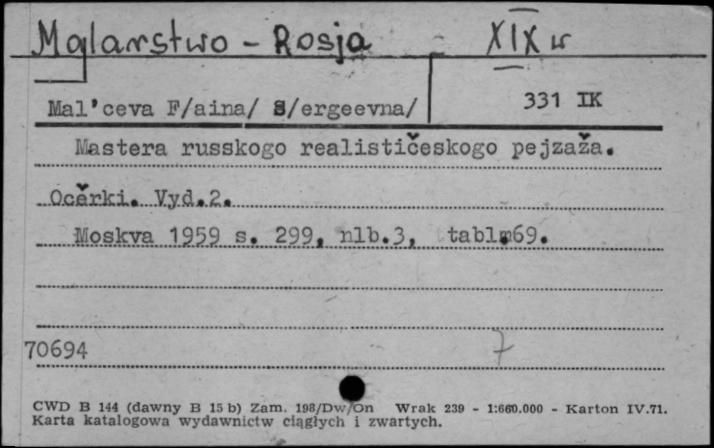 Malarstwo - Rosja XIX w
Mal'ceva F/aina/ S/ergeevna/ 331 IK
Mastera russkogo realističeskogo pejzaža.
Očerki. Vyd.2.
Moskva 1959 s. 299, nlb.3, tabl.69.
70694 7
CWD B 144 (dawny B 15 b) Zam. 198/Dw/On Wrak 239 - 1:660.000 - Karton IV.71.
Karta katalogowa wydawnictw ciągłych i zwartych.